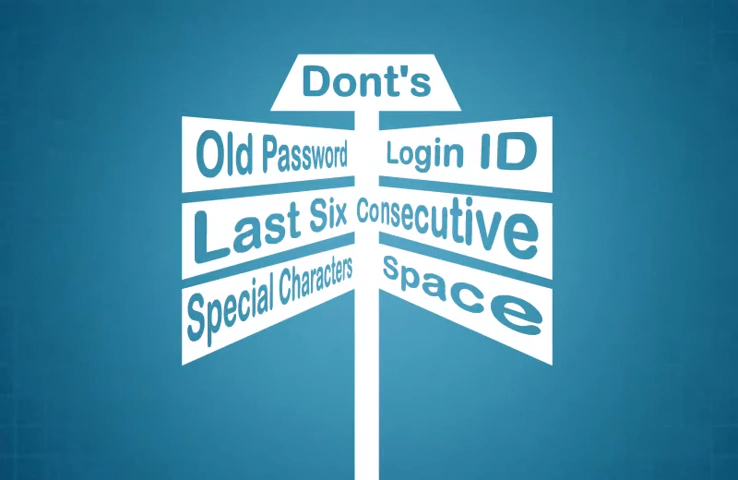 Dont's
Old Password
Login ID
Last Six
Consecutive
Special Characters
Space